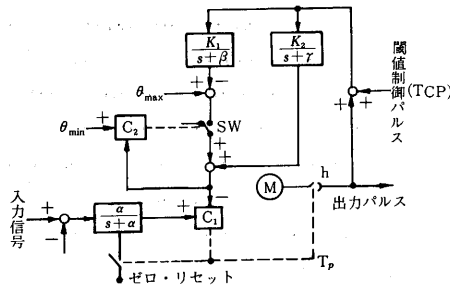 K₁
s+β
K₂
s+γ
閾値制御パルス
(TCP)
+
−
+
+
θmax
+
θmin
+
C₂
SW
+
+
M
h
出力パルス
入力信号
+
−
α
s+α
+
−
C₁
Tₚ
ゼロ・リセット